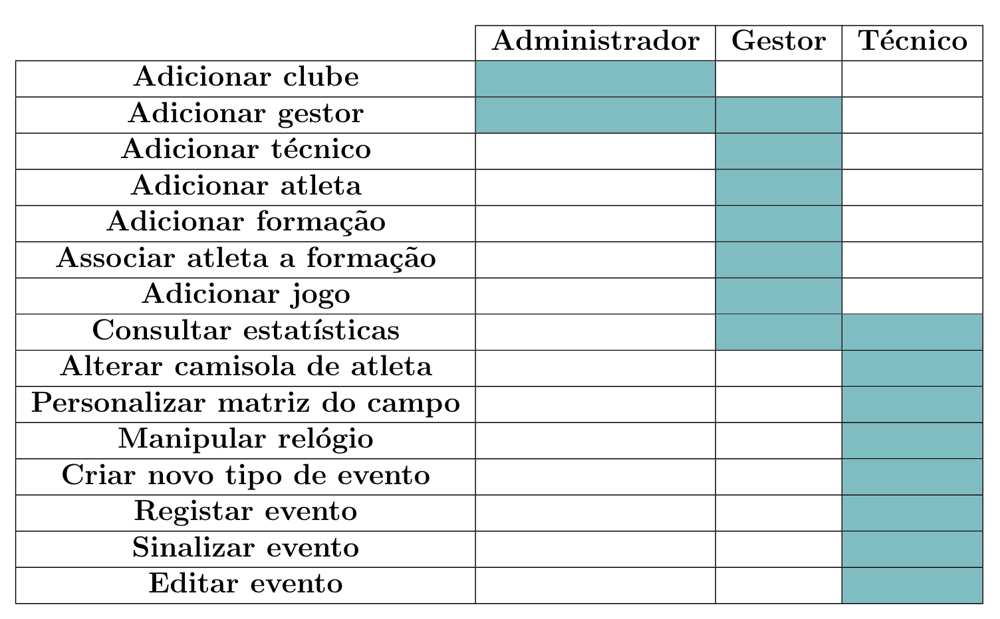 Administrador Gestor Técnico
Adicionar clube
Adicionar gestor
Adicionar técnico
Adicionar atleta
Adicionar formação
Associar atleta a formação
Adicionar jogo
Consultar estatísticas
Alterar camisola de atleta
Personalizar matriz do campo
Manipular relógio
Criar novo tipo de evento
Registar evento
Sinalizar evento
Editar evento